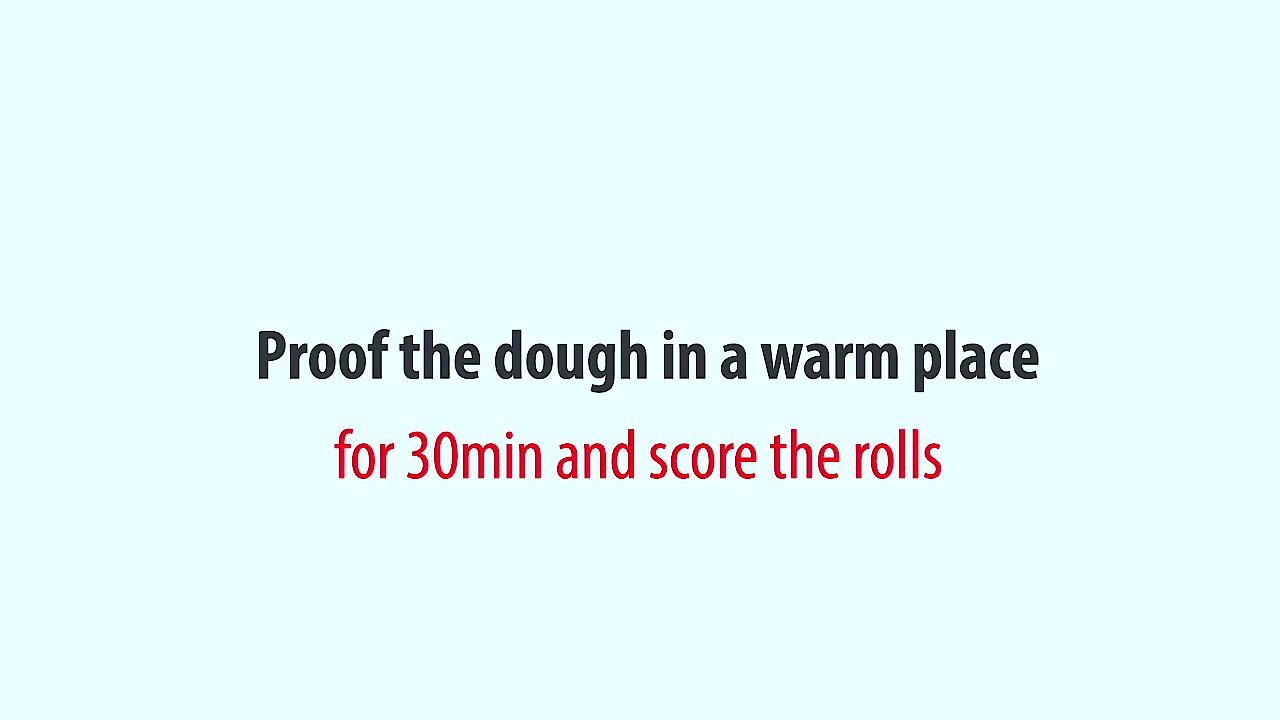 Proof the dough in a warm place
for 30min and score the rolls